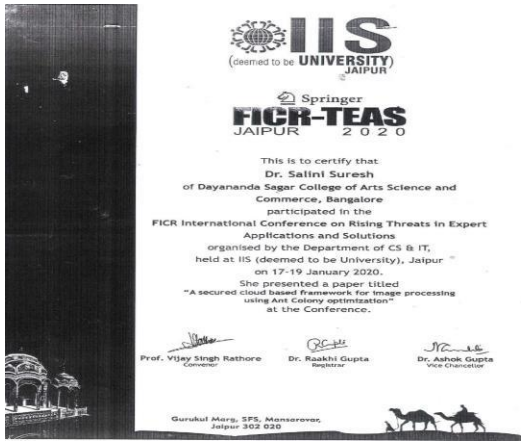 IIS
(deemed to be UNIVERSITY)
JAIPUR
Springer
FICR-TEAS
JAIPUR 2020
This is to certify that
Dr. Salini Suresh
of Dayananda Sagar College of Arts Science and
Commerce, Bangalore
participated in the
FICR International Conference on Rising Threats in Expert
Applications and Solutions
organised by the Department of CS & IT,
held at IIS (deemed to be University), Jaipur
on 17-19 January 2020.
She presented a paper titled
"A secured cloud based framework for image processing
using Ant Colony optimization"
at the Conference.
Prof. Vijay Singh Rathore
Convenor
Dr. Raakhi Gupta
Registrar
Dr. Ashok Gupta
Vice Chancellor
Gurukul Marg, SFS, Mansarovar,
Jaipur 302 020